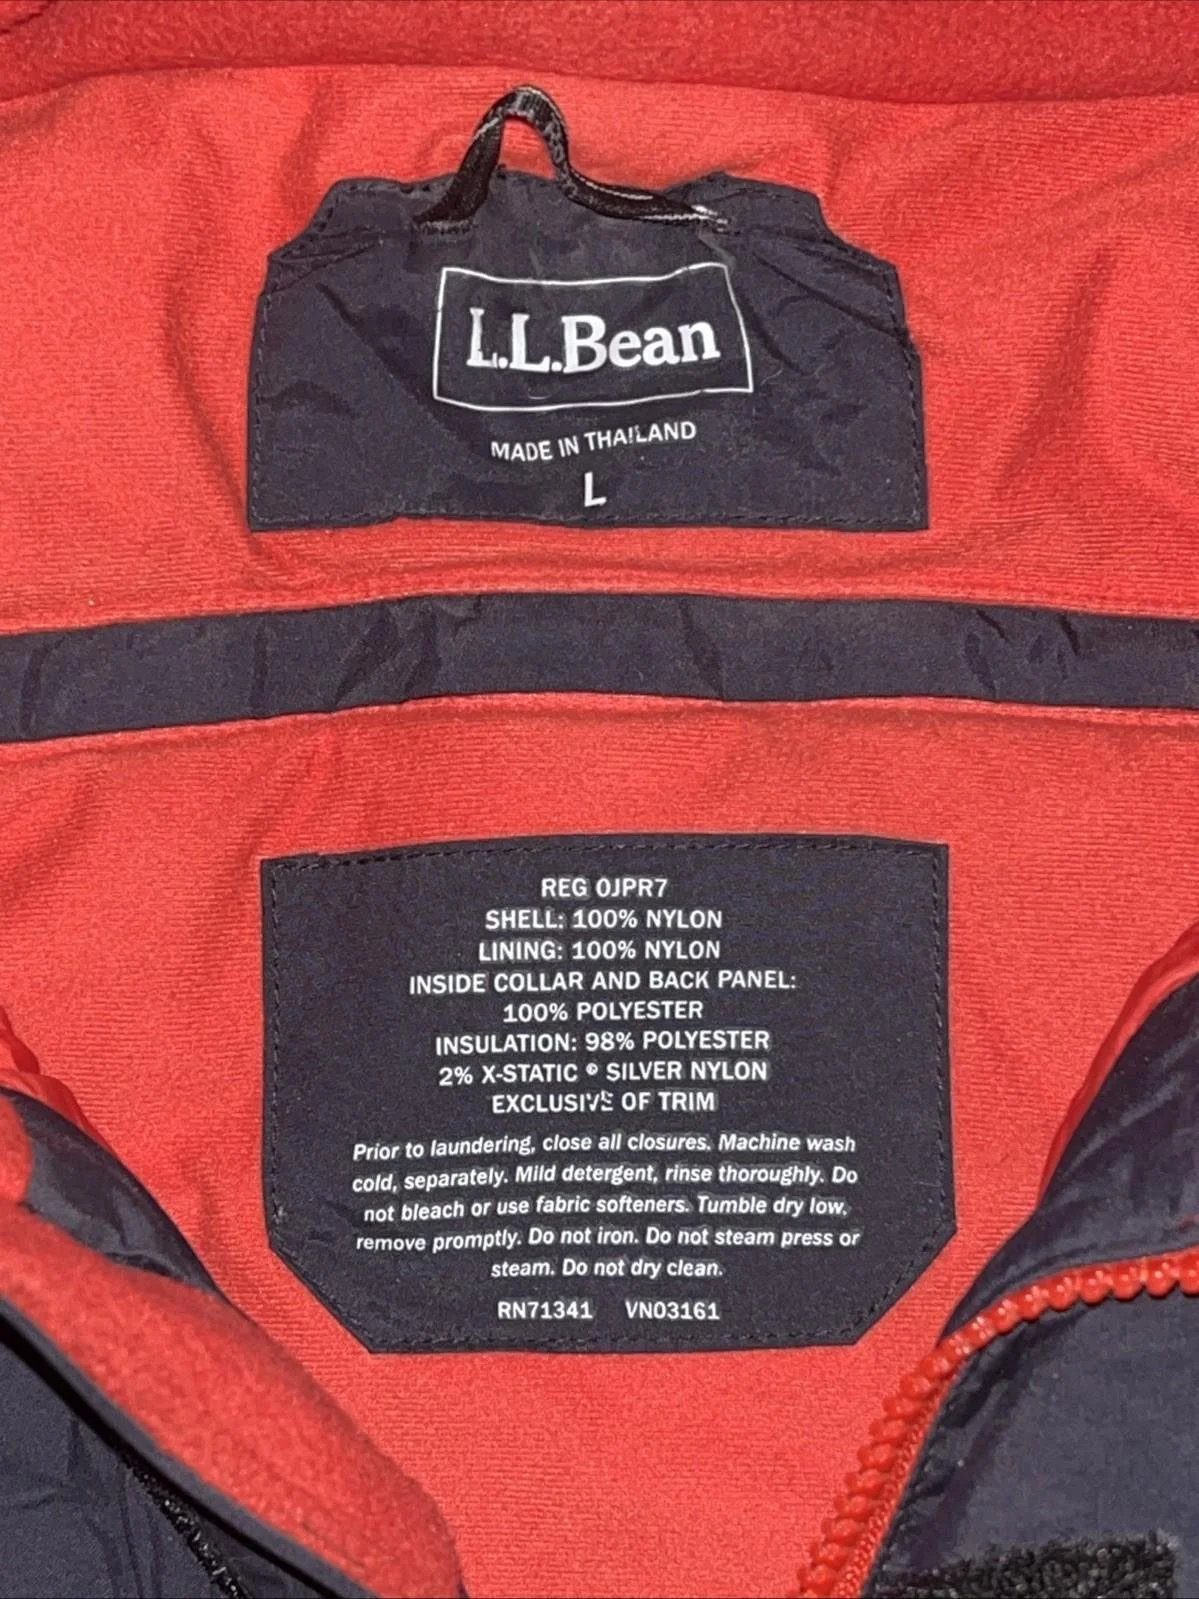 L.L.Bean
MADE IN THAILAND
L
REG 0JPR7
SHELL: 100% NYLON
LINING: 100% NYLON
INSIDE COLLAR AND BACK PANEL:
100% POLYESTER
INSULATION: 98% POLYESTER
2% X-STATIC ® SILVER NYLON
EXCLUSIVE OF TRIM
Prior to laundering, close all closures. Machine wash
cold, separately. Mild detergent, rinse thoroughly. Do
not bleach or use fabric softeners. Tumble dry low,
remove promptly. Do not iron. Do not steam press or
steam. Do not dry clean.
RN71341 VN03161